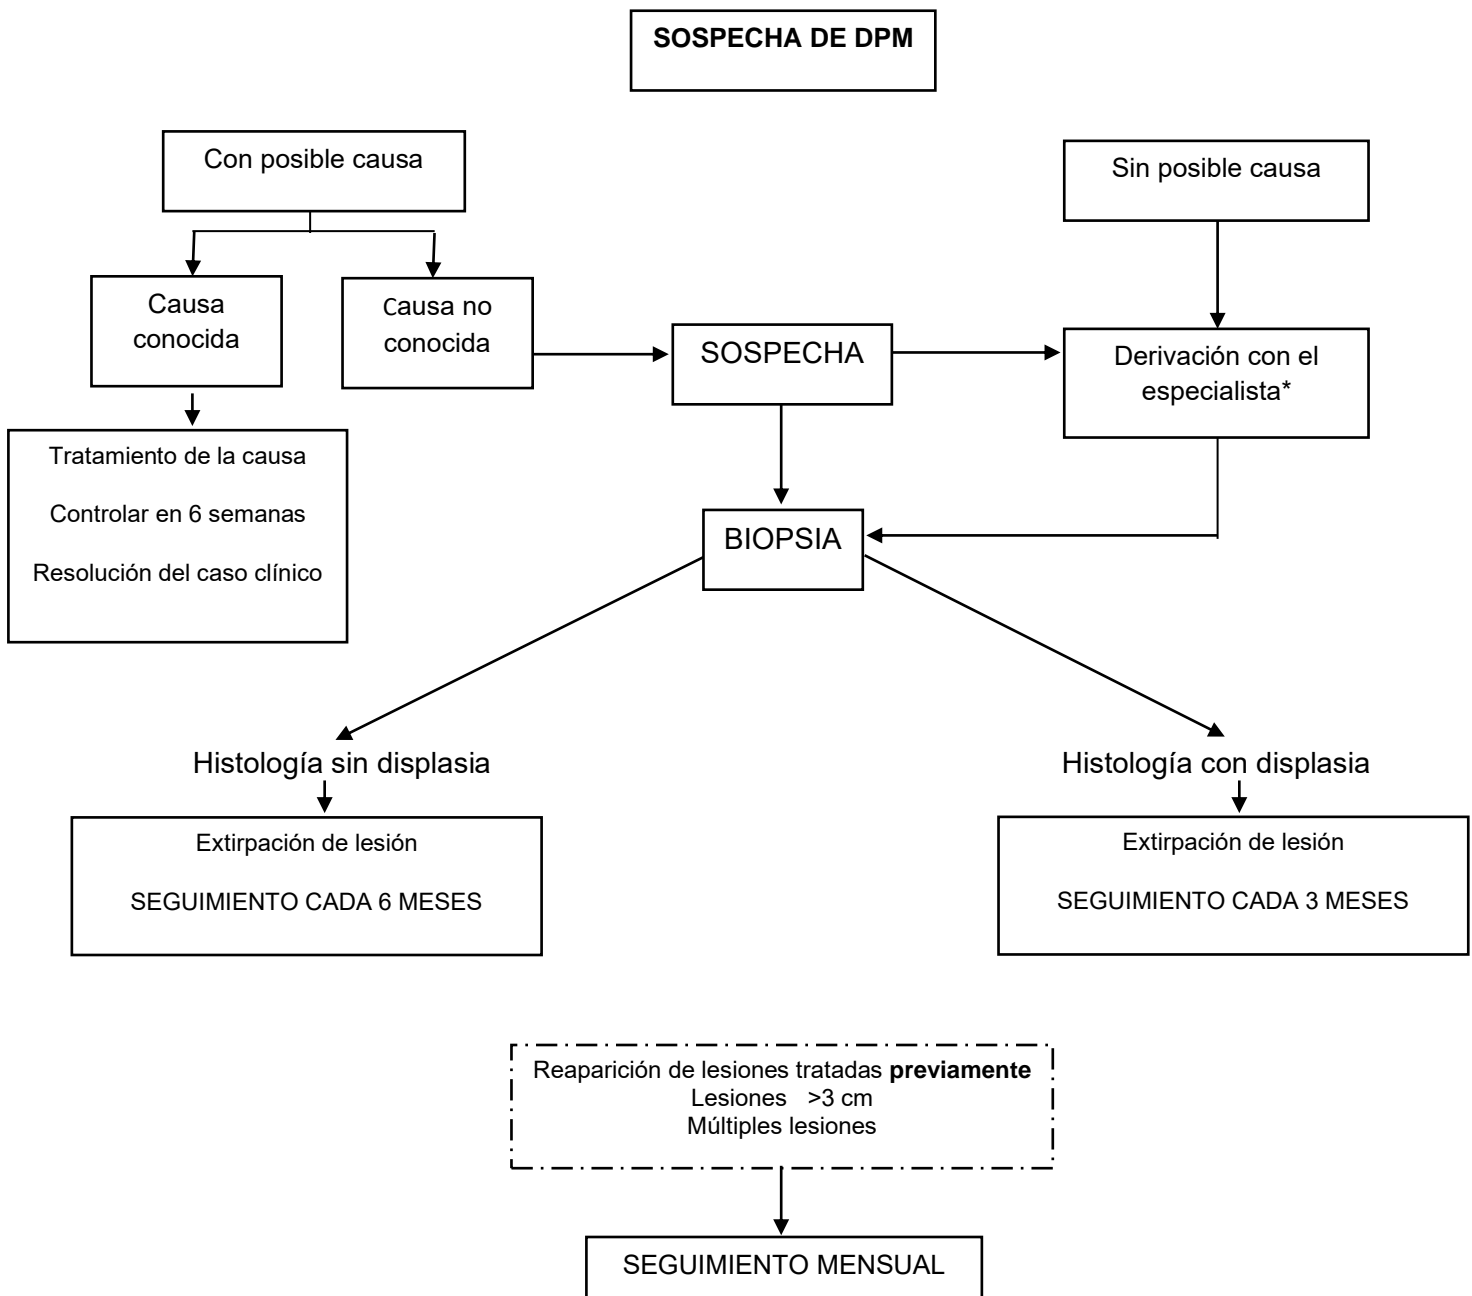 SOSPECHA DE DPM
Con posible causa
Sin posible causa
Causa
conocida
Causa no
conocida
SOSPECHA
Derivación con el
especialista*
Tratamiento de la causa
Controlar en 6 semanas
Resolución del caso clínico
BIOPSIA
Histología sin displasia
Histología con displasia
Extirpación de lesión
SEGUIMIENTO CADA 6 MESES
Extirpación de lesión
SEGUIMIENTO CADA 3 MESES
Reaparición de lesiones tratadas previamente
Lesiones >3 cm
Múltiples lesiones
SEGUIMIENTO MENSUAL